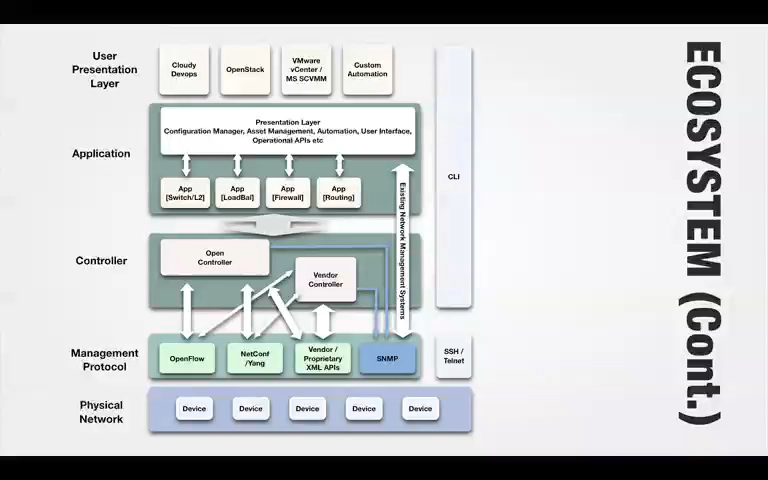 ECOSYSTEM (Cont.)
User
Presentation
Layer
Cloudy
Devops
OpenStack
VMware
vCenter /
MS SCVMM
Custom
Automation
Application
Presentation Layer
Configuration Manager, Asset Management, Automation, User Interface,
Operational APIs etc
App
[Switch/L2]
App
[LoadBal]
App
[Firewall]
App
[Routing]
Existing Network Management Systems
CLI
Controller
Open
Controller
Vendor
Controller
Management
Protocol
OpenFlow
NetConf
/Yang
Vendor /
Proprietary
XML APIs
SNMP
SSH /
Telnet
Physical
Network
Device
Device
Device
Device
Device